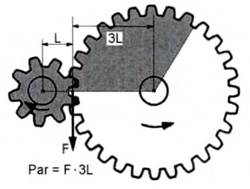 L
3L
F
Par = F · 3L